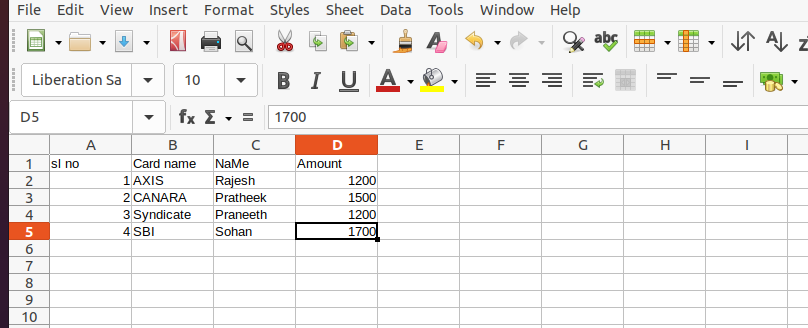 File Edit View Insert Format Styles Sheet Data Tools Window Help
abc
Liberation Sa 10 B I U A
D5 fx Σ = 1700
A B C D E F G H I
1 sl no Card name NaMe Amount
2 1 AXIS Rajesh 1200
3 2 CANARA Pratheek 1500
4 3 Syndicate Praneeth 1200
5 4 SBI Sohan 1700
6
7
8
9
10